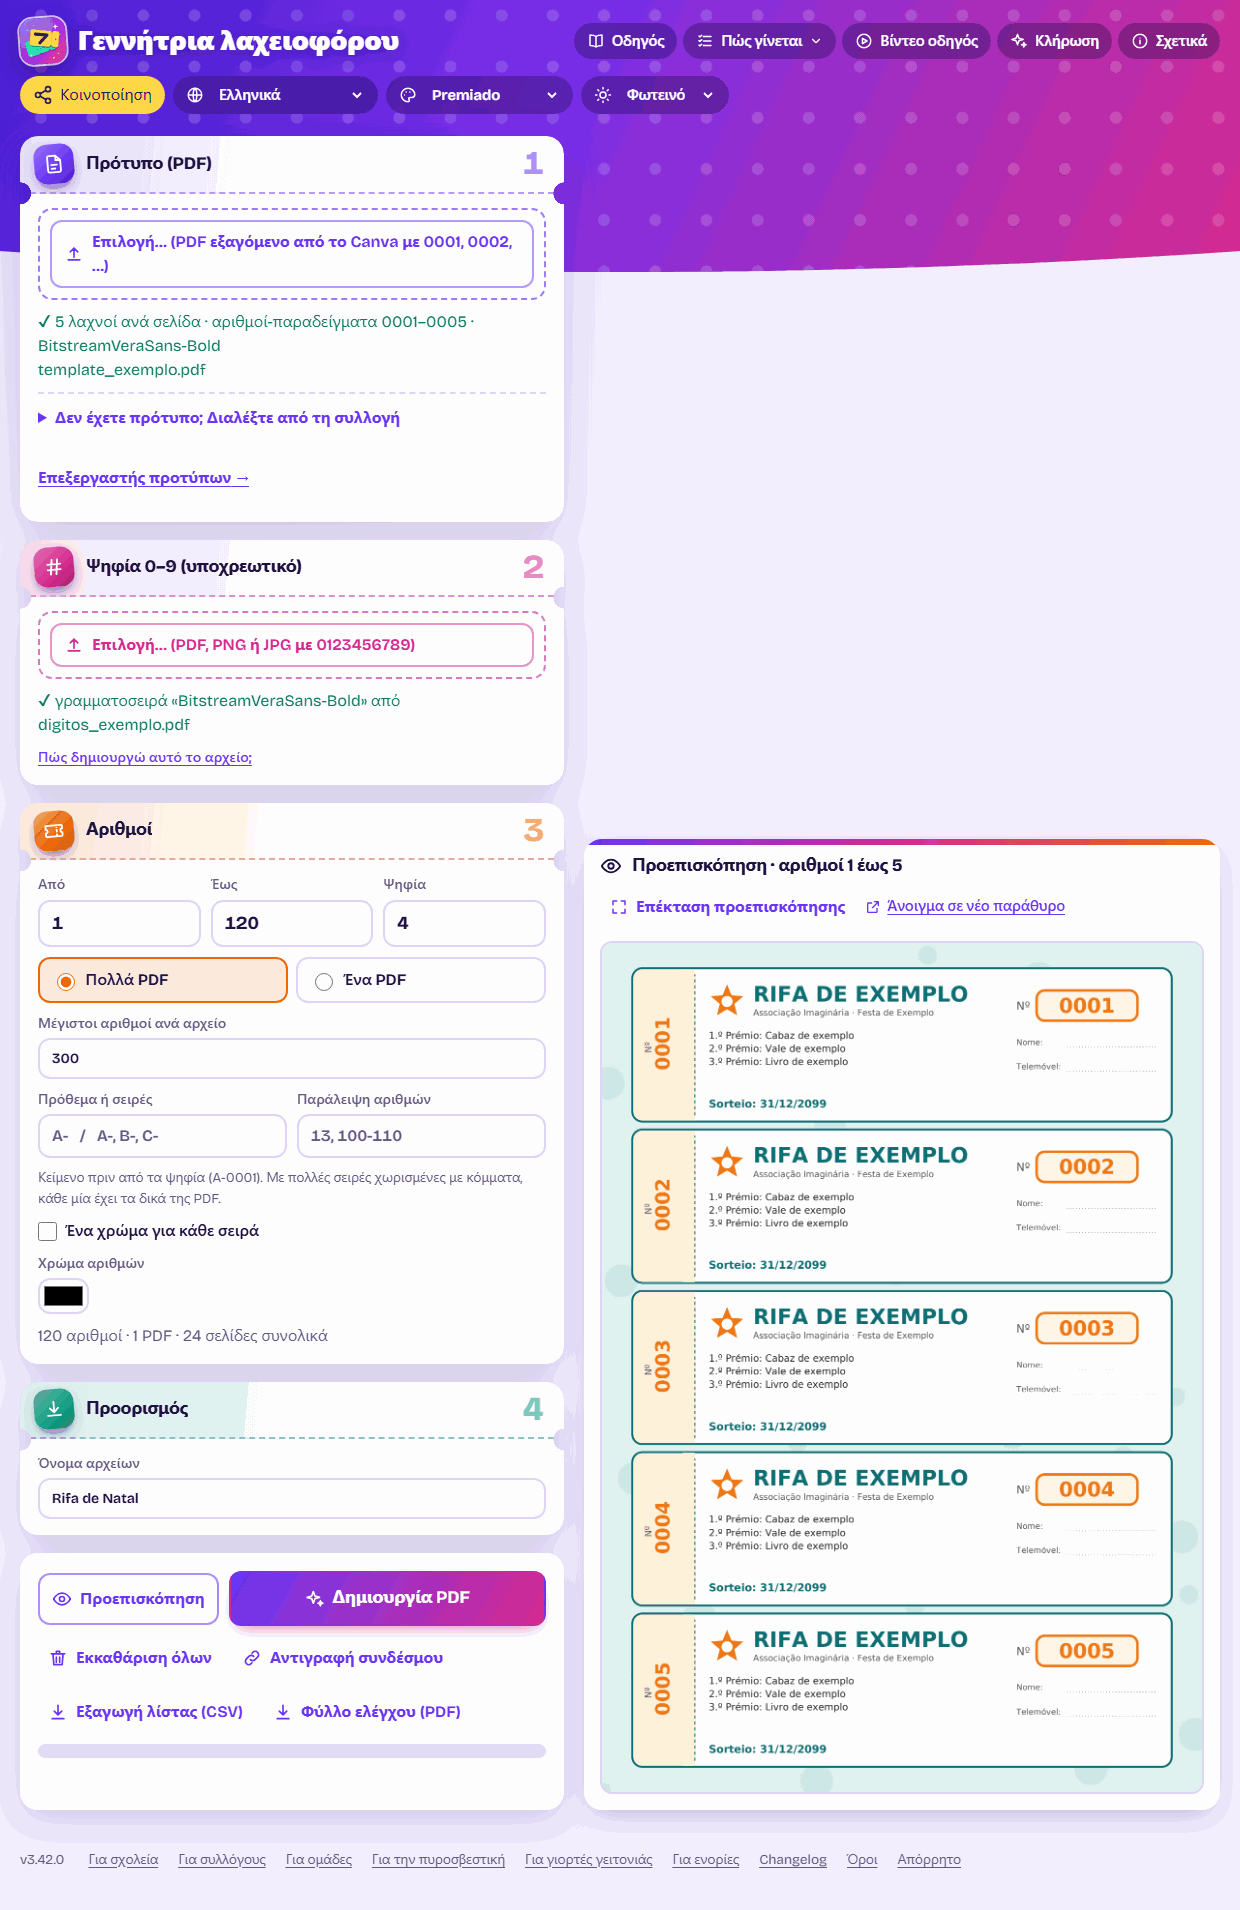 Γεννήτρια λαχειοφόρου
Οδηγός
Πώς γίνεται
Βίντεο οδηγός
Κλήρωση
Σχετικά
Κοινοποίηση
Ελληνικά
Premiado
Φωτεινό
Πρότυπο (PDF)
1
Επιλογή... (PDF εξαγόμενο από το Canva με 0001, 0002,
...)
✓ 5 λαχνοί ανά σελίδα · αριθμοί-παραδείγματα 0001–0005 ·
BitstreamVeraSans-Bold
template_exemplo.pdf
Δεν έχετε πρότυπο; Διαλέξτε από τη συλλογή
Επεξεργαστής προτύπων →
Ψηφία 0–9 (υποχρεωτικό)
2
Επιλογή... (PDF, PNG ή JPG με 0123456789)
✓ γραμματοσειρά «BitstreamVeraSans-Bold» από
digitos_exemplo.pdf
Πώς δημιουργώ αυτό το αρχείο;
Αριθμοί
3
Από
Έως
Ψηφία
1
120
4
Πολλά PDF
Ένα PDF
Μέγιστοι αριθμοί ανά αρχείο
300
Πρόθεμα ή σειρές
Παράλειψη αριθμών
A- / A-, B-, C-
13, 100-110
Κείμενο πριν από τα ψηφία (A-0001). Με πολλές σειρές χωρισμένες με κόμματα,
κάθε μία έχει τα δικά της PDF.
Ένα χρώμα για κάθε σειρά
Χρώμα αριθμών
120 αριθμοί · 1 PDF · 24 σελίδες συνολικά
Προορισμός
4
Όνομα αρχείων
Rifa de Natal
Προεπισκόπηση
Δημιουργία PDF
Εκκαθάριση όλων
Αντιγραφή συνδέσμου
Εξαγωγή λίστας (CSV)
Φύλλο ελέγχου (PDF)
Προεπισκόπηση · αριθμοί 1 έως 5
Επέκταση προεπισκόπησης
Άνοιγμα σε νέο παράθυρο
Nº
0001
RIFA DE EXEMPLO
Associação Imaginária · Festa de Exemplo
1.º Prémio: Cabaz de exemplo
2.º Prémio: Vale de exemplo
3.º Prémio: Livro de exemplo
Sorteio: 31/12/2099
Nº 0001
Nome:
Telemóvel:
Nº
0002
RIFA DE EXEMPLO
Associação Imaginária · Festa de Exemplo
1.º Prémio: Cabaz de exemplo
2.º Prémio: Vale de exemplo
3.º Prémio: Livro de exemplo
Sorteio: 31/12/2099
Nº 0002
Nome:
Telemóvel:
Nº
0003
RIFA DE EXEMPLO
Associação Imaginária · Festa de Exemplo
1.º Prémio: Cabaz de exemplo
2.º Prémio: Vale de exemplo
3.º Prémio: Livro de exemplo
Sorteio: 31/12/2099
Nº 0003
Nome:
Telemóvel:
Nº
0004
RIFA DE EXEMPLO
Associação Imaginária · Festa de Exemplo
1.º Prémio: Cabaz de exemplo
2.º Prémio: Vale de exemplo
3.º Prémio: Livro de exemplo
Sorteio: 31/12/2099
Nº 0004
Nome:
Telemóvel:
Nº
0005
RIFA DE EXEMPLO
Associação Imaginária · Festa de Exemplo
1.º Prémio: Cabaz de exemplo
2.º Prémio: Vale de exemplo
3.º Prémio: Livro de exemplo
Sorteio: 31/12/2099
Nº 0005
Nome:
Telemóvel:
v3.42.0 Για σχολεία Για συλλόγους Για ομάδες Για την πυροσβεστική Για γιορτές γειτονιάς Για ενορίες Changelog Όροι Απόρρητο